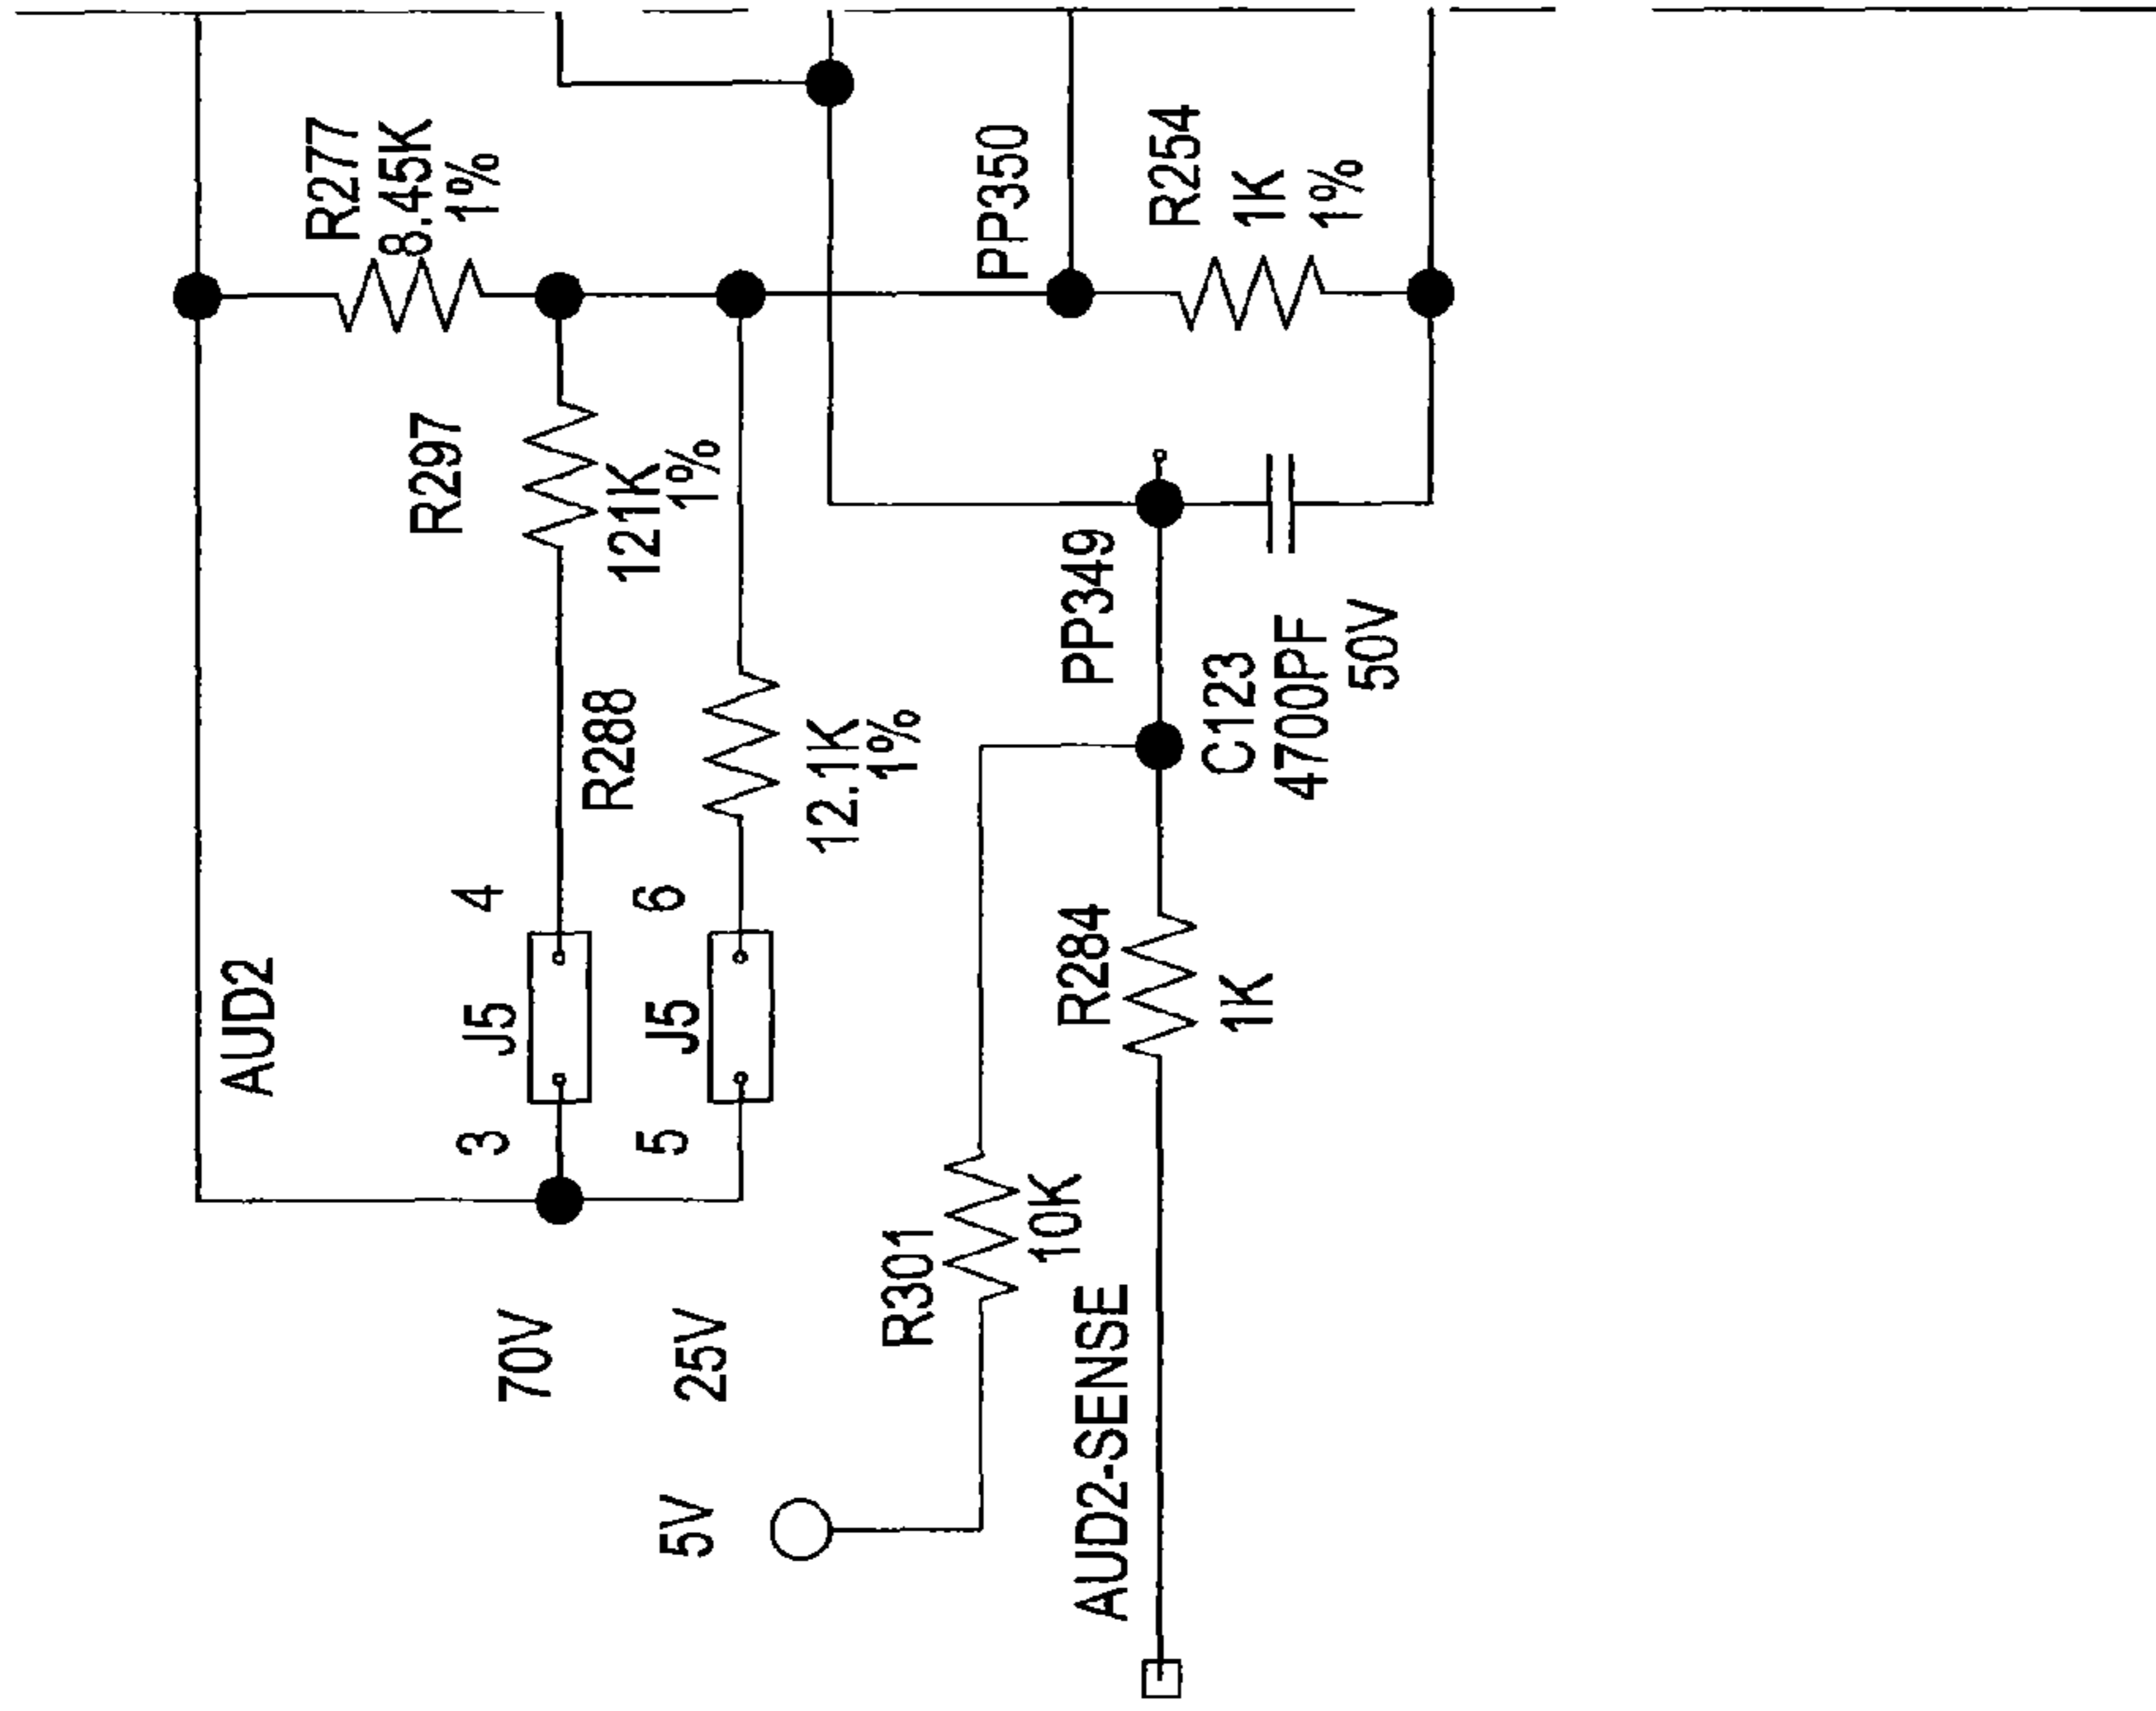 R277
8.45K
1%
PP350
R254
1K
1%
R297
121K
1%
PP349
R288
12.1K
1%
C123
4700PF
50V
AUD2
4
J5
3
6
J5
5
R284
1K
R301
10K
70V
25V
5V
AUD2-SENSE